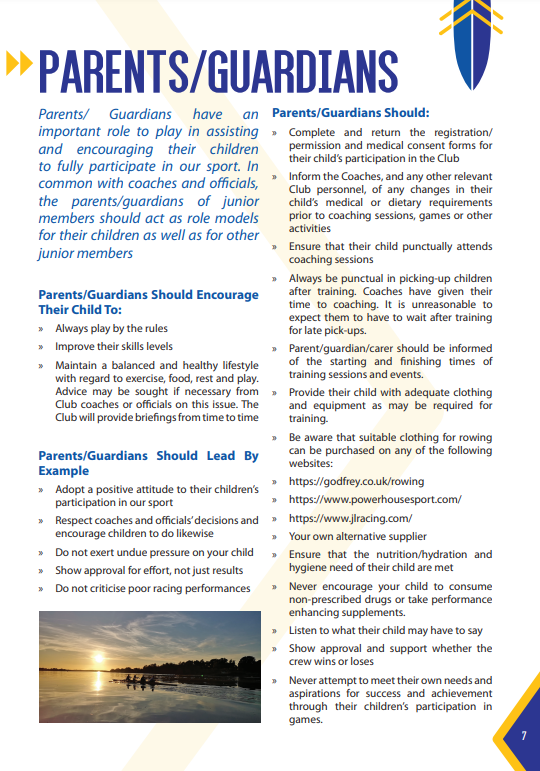 PARENTS/GUARDIANS
Parents/ Guardians have an
important role to play in assisting
and encouraging their children
to fully participate in our sport. In
common with coaches and officials,
the parents/guardians of junior
members should act as role models
for their children as well as for other
junior members
Parents/Guardians Should Encourage
Their Child To:
» Always play by the rules
» Improve their skills levels
» Maintain a balanced and healthy lifestyle
with regard to exercise, food, rest and play.
Advice may be sought if necessary from
Club coaches or officials on this issue. The
Club will provide briefings from time to time
Parents/Guardians Should Lead By
Example
» Adopt a positive attitude to their children's
participation in our sport
» Respect coaches and officials' decisions and
encourage children to do likewise
» Do not exert undue pressure on your child
» Show approval for effort, not just results
» Do not criticise poor racing performances
Parents/Guardians Should:
» Complete and return the registration/
permission and medical consent forms for
their child's participation in the Club
» Inform the Coaches, and any other relevant
Club personnel, of any changes in their
child's medical or dietary requirements
prior to coaching sessions, games or other
activities
» Ensure that their child punctually attends
coaching sessions
» Always be punctual in picking-up children
after training. Coaches have given their
time to coaching. It is unreasonable to
expect them to have to wait after training
for late pick-ups.
» Parent/guardian/carer should be informed
of the starting and finishing times of
training sessions and events.
» Provide their child with adequate clothing
and equipment as may be required for
training.
» Be aware that suitable clothing for rowing
can be purchased on any of the following
websites:
» https://godfrey.co.uk/rowing
» https://www.powerhousesport.com/
» https://www.jlracing.com/
» Your own alternative supplier
» Ensure that the nutrition/hydration and
hygiene need of their child are met
» Never encourage your child to consume
non-prescribed drugs or take performance
enhancing supplements.
» Listen to what their child may have to say
» Show approval and support whether the
crew wins or loses
» Never attempt to meet their own needs and
aspirations for success and achievement
through their children's participation in
games.
7